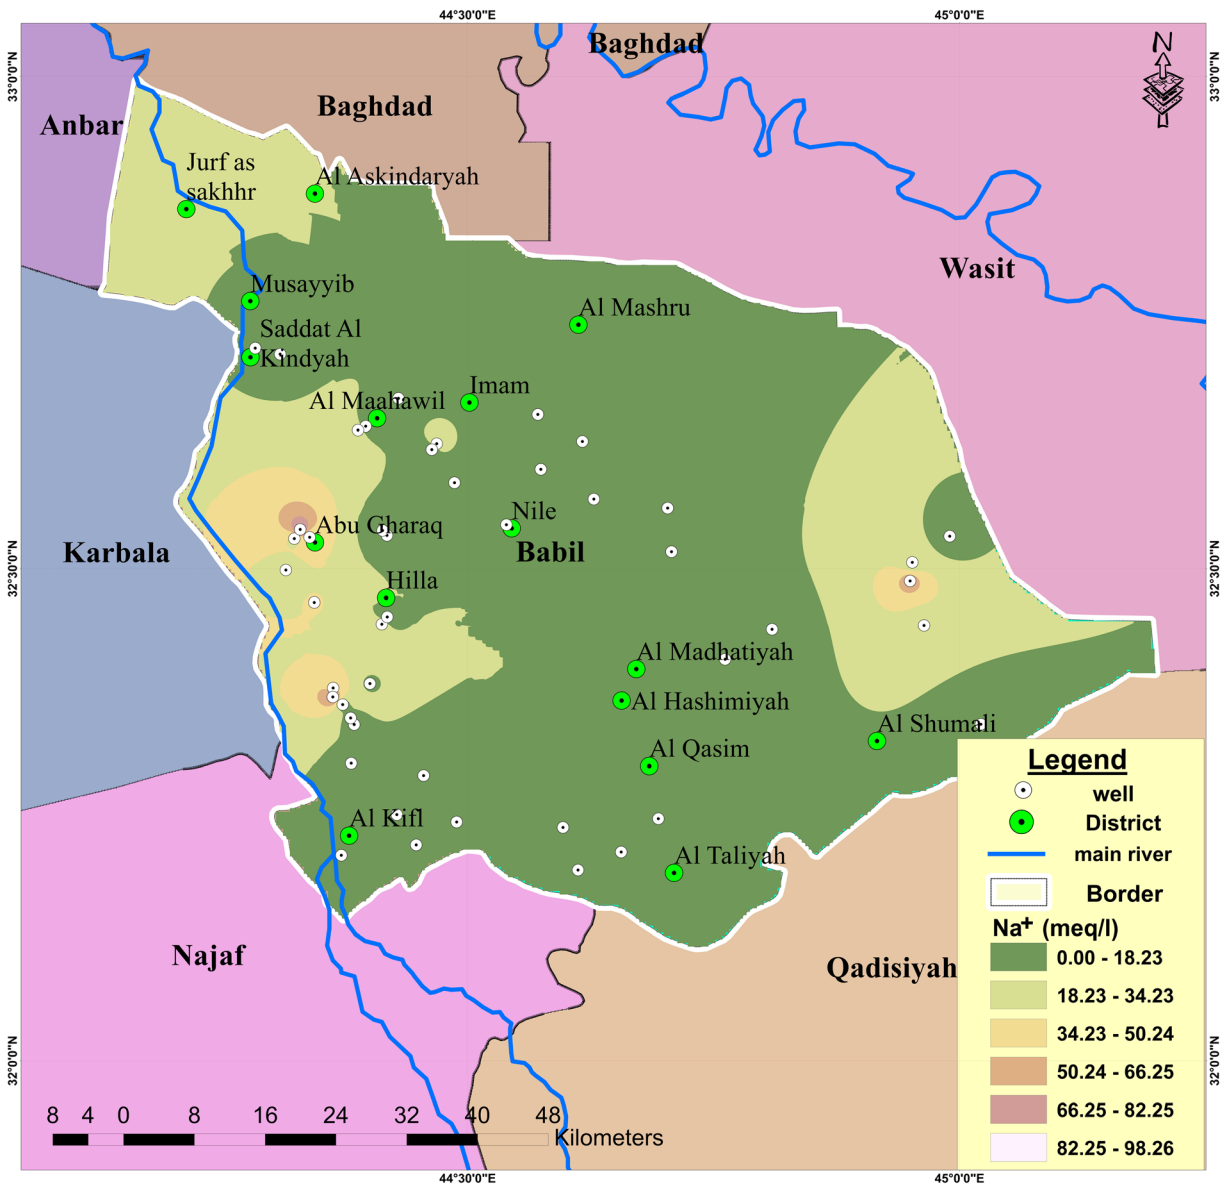 44°30'0"E
45°0'0"E
33°0'0"N
33°0'0"N
N
Baghdad
Baghdad
Anbar
Jurf as
sakhhr
Al Askindaryah
Wasit
Musayyib
Al Mashru
Saddat Al
Kindyah
Imam
Al Maahawil
Nile
Abu Gharaq
Babil
Karbala
32°30'0"N
32°30'0"N
Hilla
Al Madhatiyah
Al Hashimiyah
Al Shumali
Al Qasim
Al Kifl
Al Taliyah
Najaf
Qadisiyah
Legend
well
District
main river
Border
Na+ (meq/l)
0.00 - 18.23
18.23 - 34.23
34.23 - 50.24
50.24 - 66.25
66.25 - 82.25
82.25 - 98.26
32°0'0"N
32°0'0"N
8 4 0 8 16 24 32 40 48
Kilometers
44°30'0"E
45°0'0"E